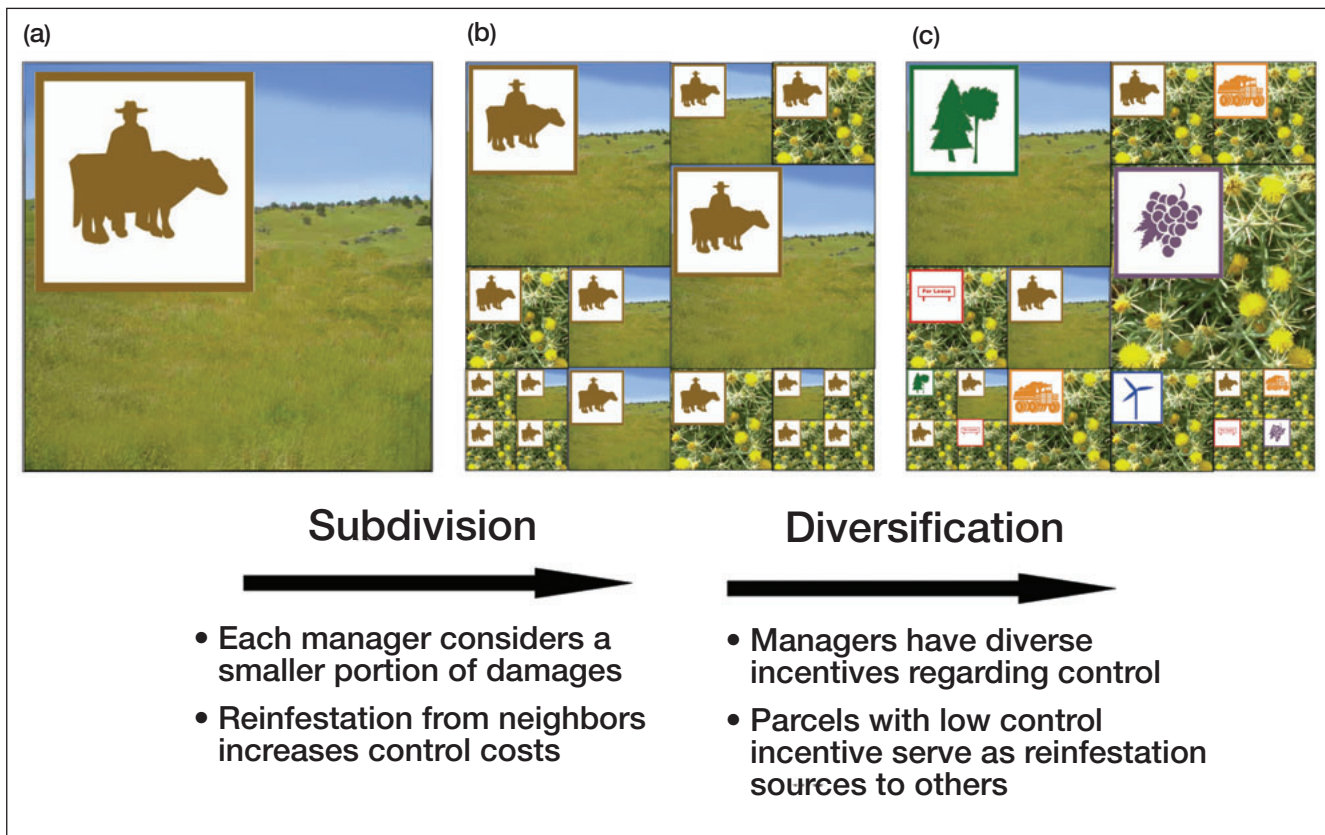 (a)
(b)
(c)
For Lease
Subdivision
Diversification
• Each manager considers a
smaller portion of damages
• Reinfestation from neighbors
increases control costs
• Managers have diverse
incentives regarding control
• Parcels with low control
incentive serve as reinfestation
sources to others